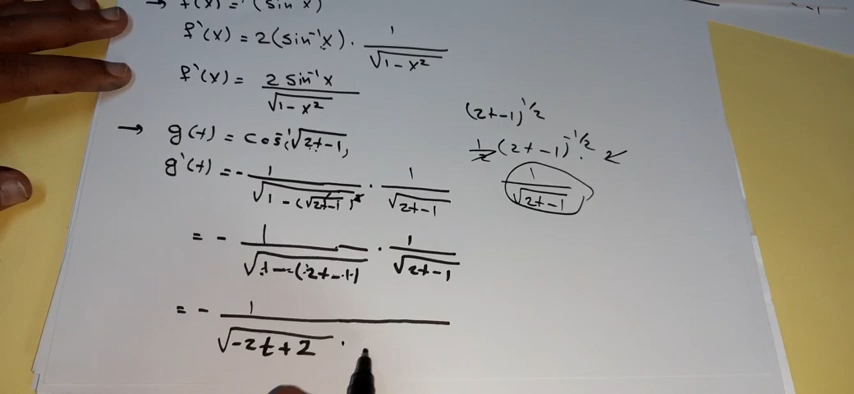 → f(x) = (sin x)
f'(x) = 2(sin⁻¹x) · 1/√(1-x²)
f'(x) = 2 sin⁻¹x/√(1-x²)
→ g(t) = cos⁻¹√(2t-1)
g'(t) = - 1/√(1-(√(2t-1))²) · 1/√(2t-1)
= - 1/√(1-(2t-1)) · 1/√(2t-1)
= - 1/√(-2t+2) ·
(2t-1)^1/2
1/2 (2t-1)^-1/2 · 2
1/√(2t-1)